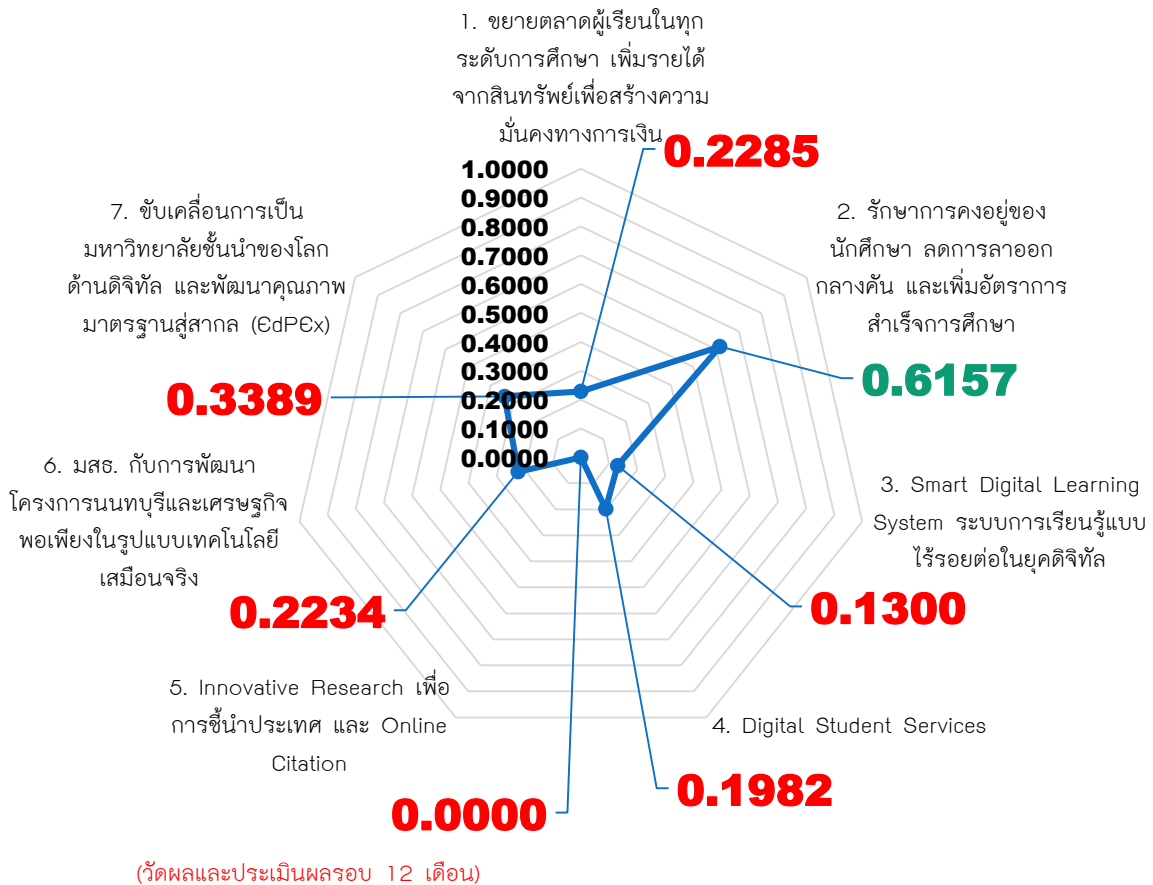 1. ขยายตลาดผู้เรียนในทุก
ระดับการศึกษา เพิ่มรายได้
จากสินทรัพย์เพื่อสร้างความ
มั่นคงทางการเงิน
0.2285
1.0000
0.9000
0.8000
0.7000
0.6000
0.5000
0.4000
0.3000
0.2000
0.1000
0.0000
2. รักษาการคงอยู่ของ
นักศึกษา ลดการลาออก
กลางคัน และเพิ่มอัตราการ
สำเร็จการศึกษา
0.6157
3. Smart Digital Learning
System ระบบการเรียนรู้แบบ
ไร้รอยต่อในยุคดิจิทัล
0.1300
4. Digital Student Services
0.1982
5. Innovative Research เพื่อ
การชี้นำประเทศ และ Online
Citation
0.0000
(วัดผลและประเมินผลรอบ 12 เดือน)
6. มสธ. กับการพัฒนา
โครงการนนทบุรีและเศรษฐกิจ
พอเพียงในรูปแบบเทคโนโลยี
เสมือนจริง
0.2234
7. ขับเคลื่อนการเป็น
มหาวิทยาลัยชั้นนำของโลก
ด้านดิจิทัล และพัฒนาคุณภาพ
มาตรฐานสู่สากล (EdPEx)
0.3389